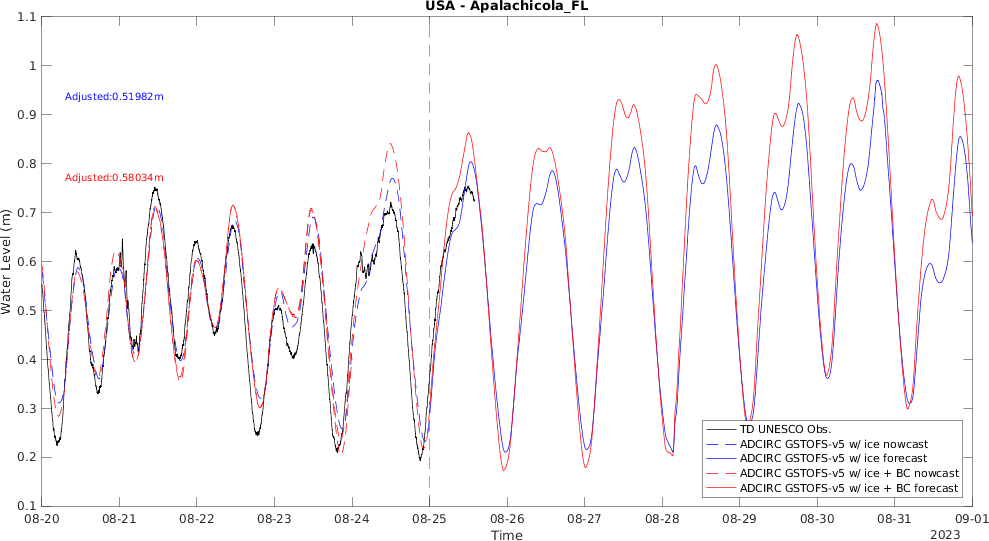 USA - Apalachicola_FL
1.1
1
0.9
0.8
0.7
0.6
0.5
0.4
0.3
0.2
0.1
Water Level (m)
Adjusted:0.51982m
Adjusted:0.58034m
TD UNESCO Obs.
ADCIRC GSTOFS-v5 w/ ice nowcast
ADCIRC GSTOFS-v5 w/ ice forecast
ADCIRC GSTOFS-v5 w/ ice + BC nowcast
ADCIRC GSTOFS-v5 w/ ice + BC forecast
08-20 08-21 08-22 08-23 08-24 08-25 08-26 08-27 08-28 08-29 08-30 08-31 09-01
Time
2023